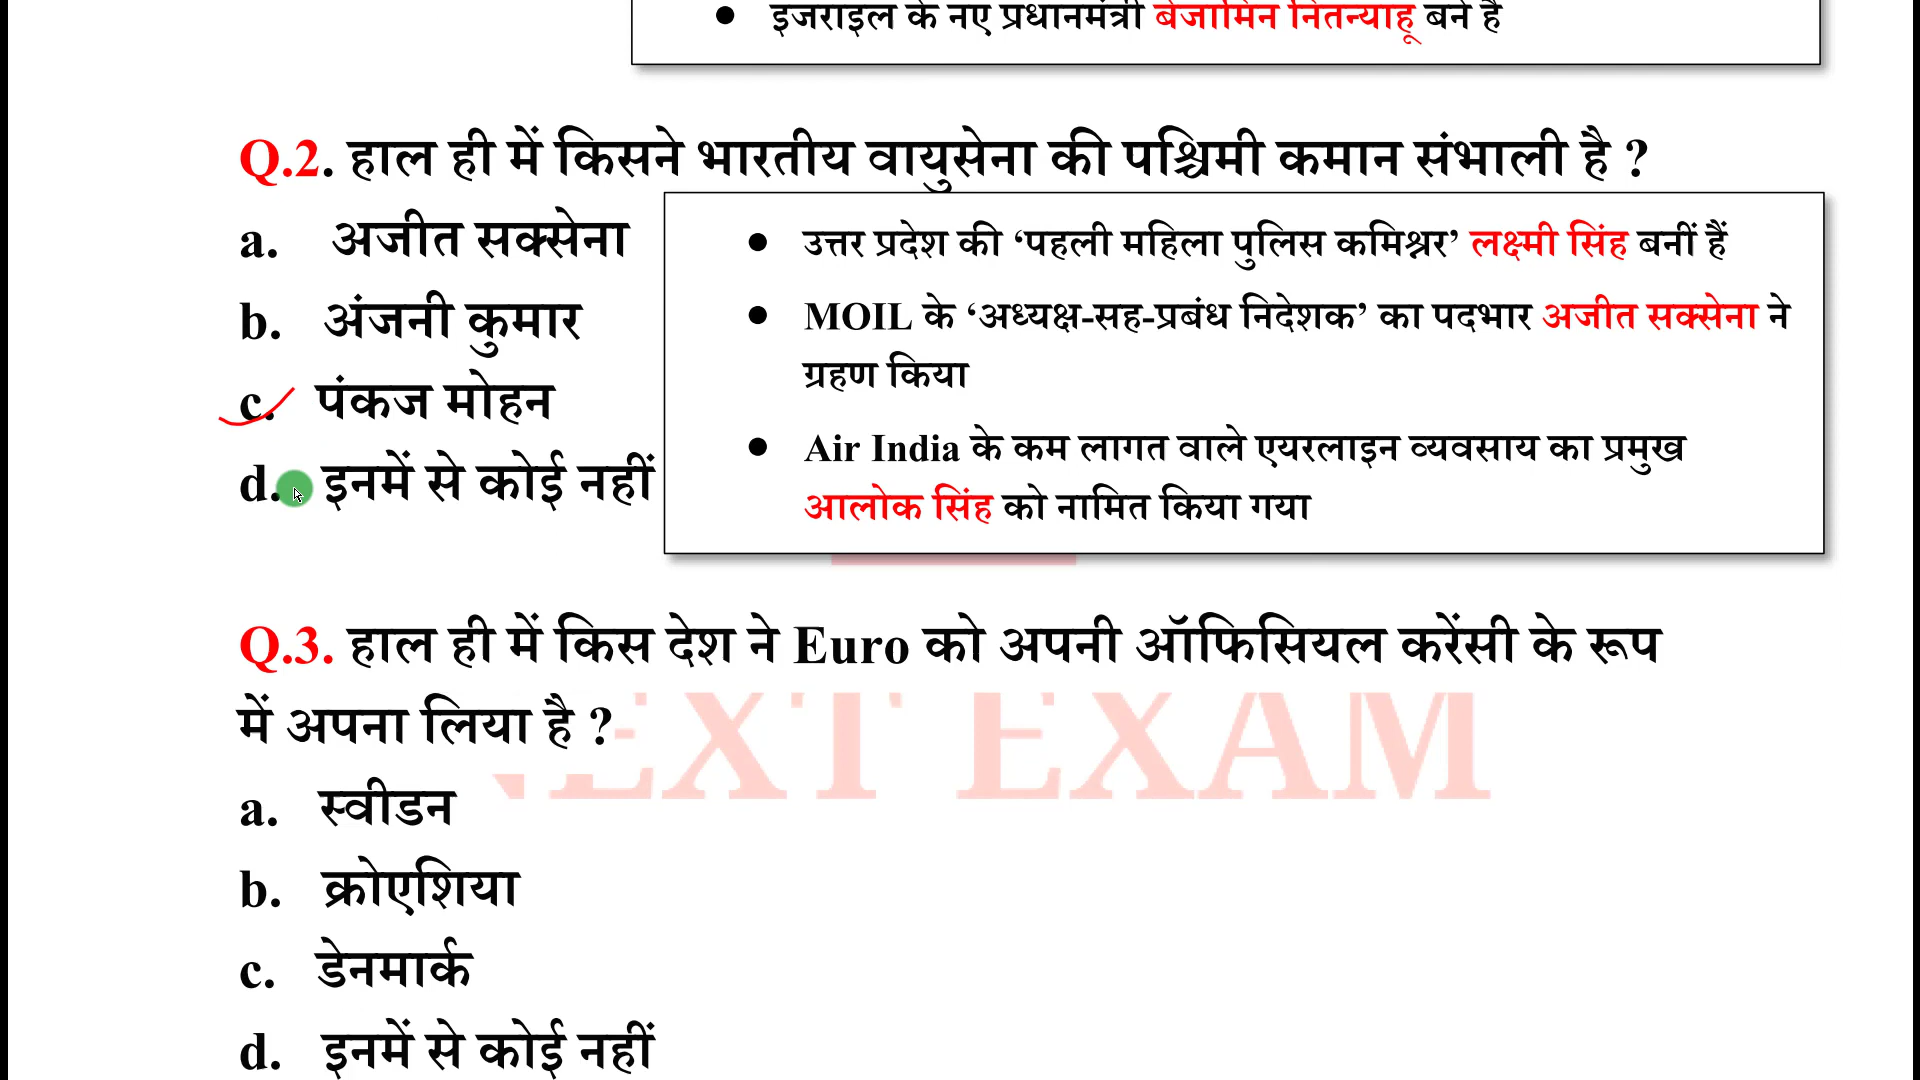 इजराइल के नए प्रधानमंत्री बेंजामिन नितन्याहू बने है
Q.2. हाल ही में किसने भारतीय वायुसेना की पश्चिमी कमान संभाली है ?
a. अजीत सक्सेना
b. अंजनी कुमार
c. पंकज मोहन
d. इनमें से कोई नहीं
उत्तर प्रदेश की ‘पहली महिला पुलिस कमिश्नर’ लक्ष्मी सिंह बनीं हैं
MOIL के ‘अध्यक्ष-सह-प्रबंध निदेशक’ का पदभार अजीत सक्सेना ने
ग्रहण किया
Air India के कम लागत वाले एयरलाइन व्यवसाय का प्रमुख
आलोक सिंह को नामित किया गया
Q.3. हाल ही में किस देश ने Euro को अपनी ऑफिसियल करेंसी के रूप
में अपना लिया है ?
NEXT EXAM
a. स्वीडन
b. क्रोएशिया
c. डेनमार्क
d. इनमें से कोई नहीं